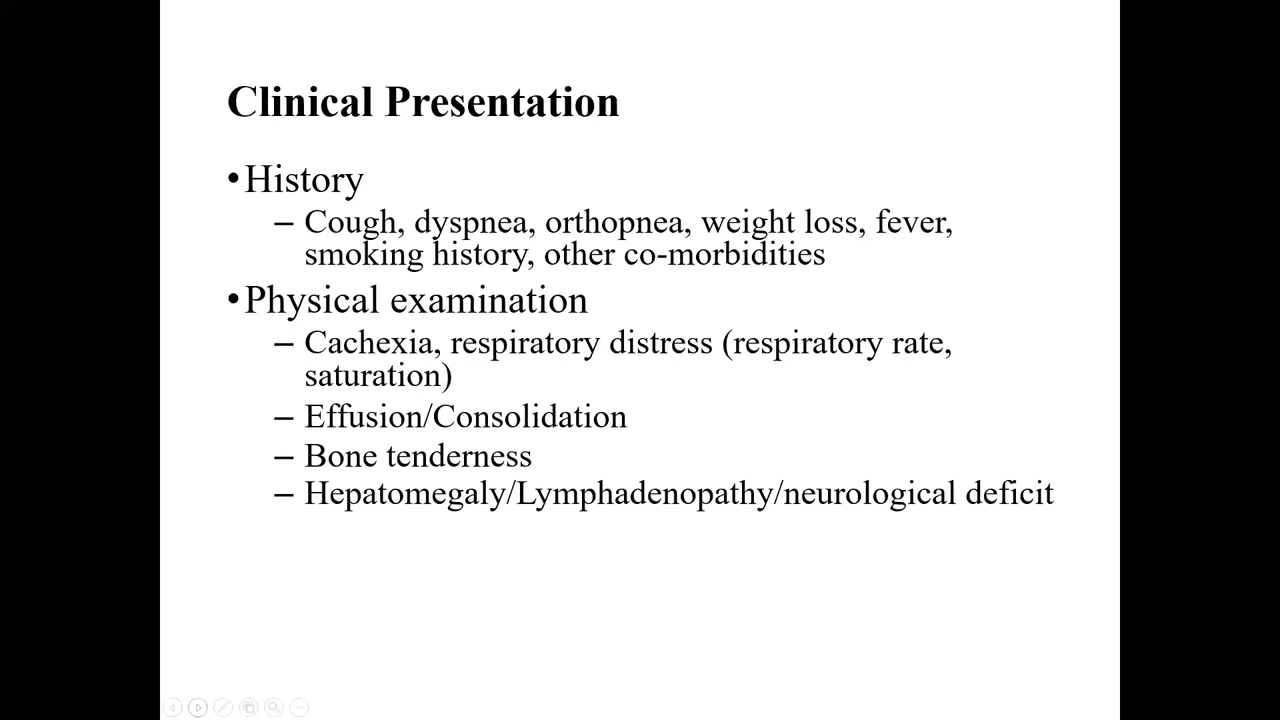 Clinical Presentation
•History
– Cough, dyspnea, orthopnea, weight loss, fever,
smoking history, other co-morbidities
•Physical examination
– Cachexia, respiratory distress (respiratory rate,
saturation)
– Effusion/Consolidation
– Bone tenderness
– Hepatomegaly/Lymphadenopathy/neurological deficit